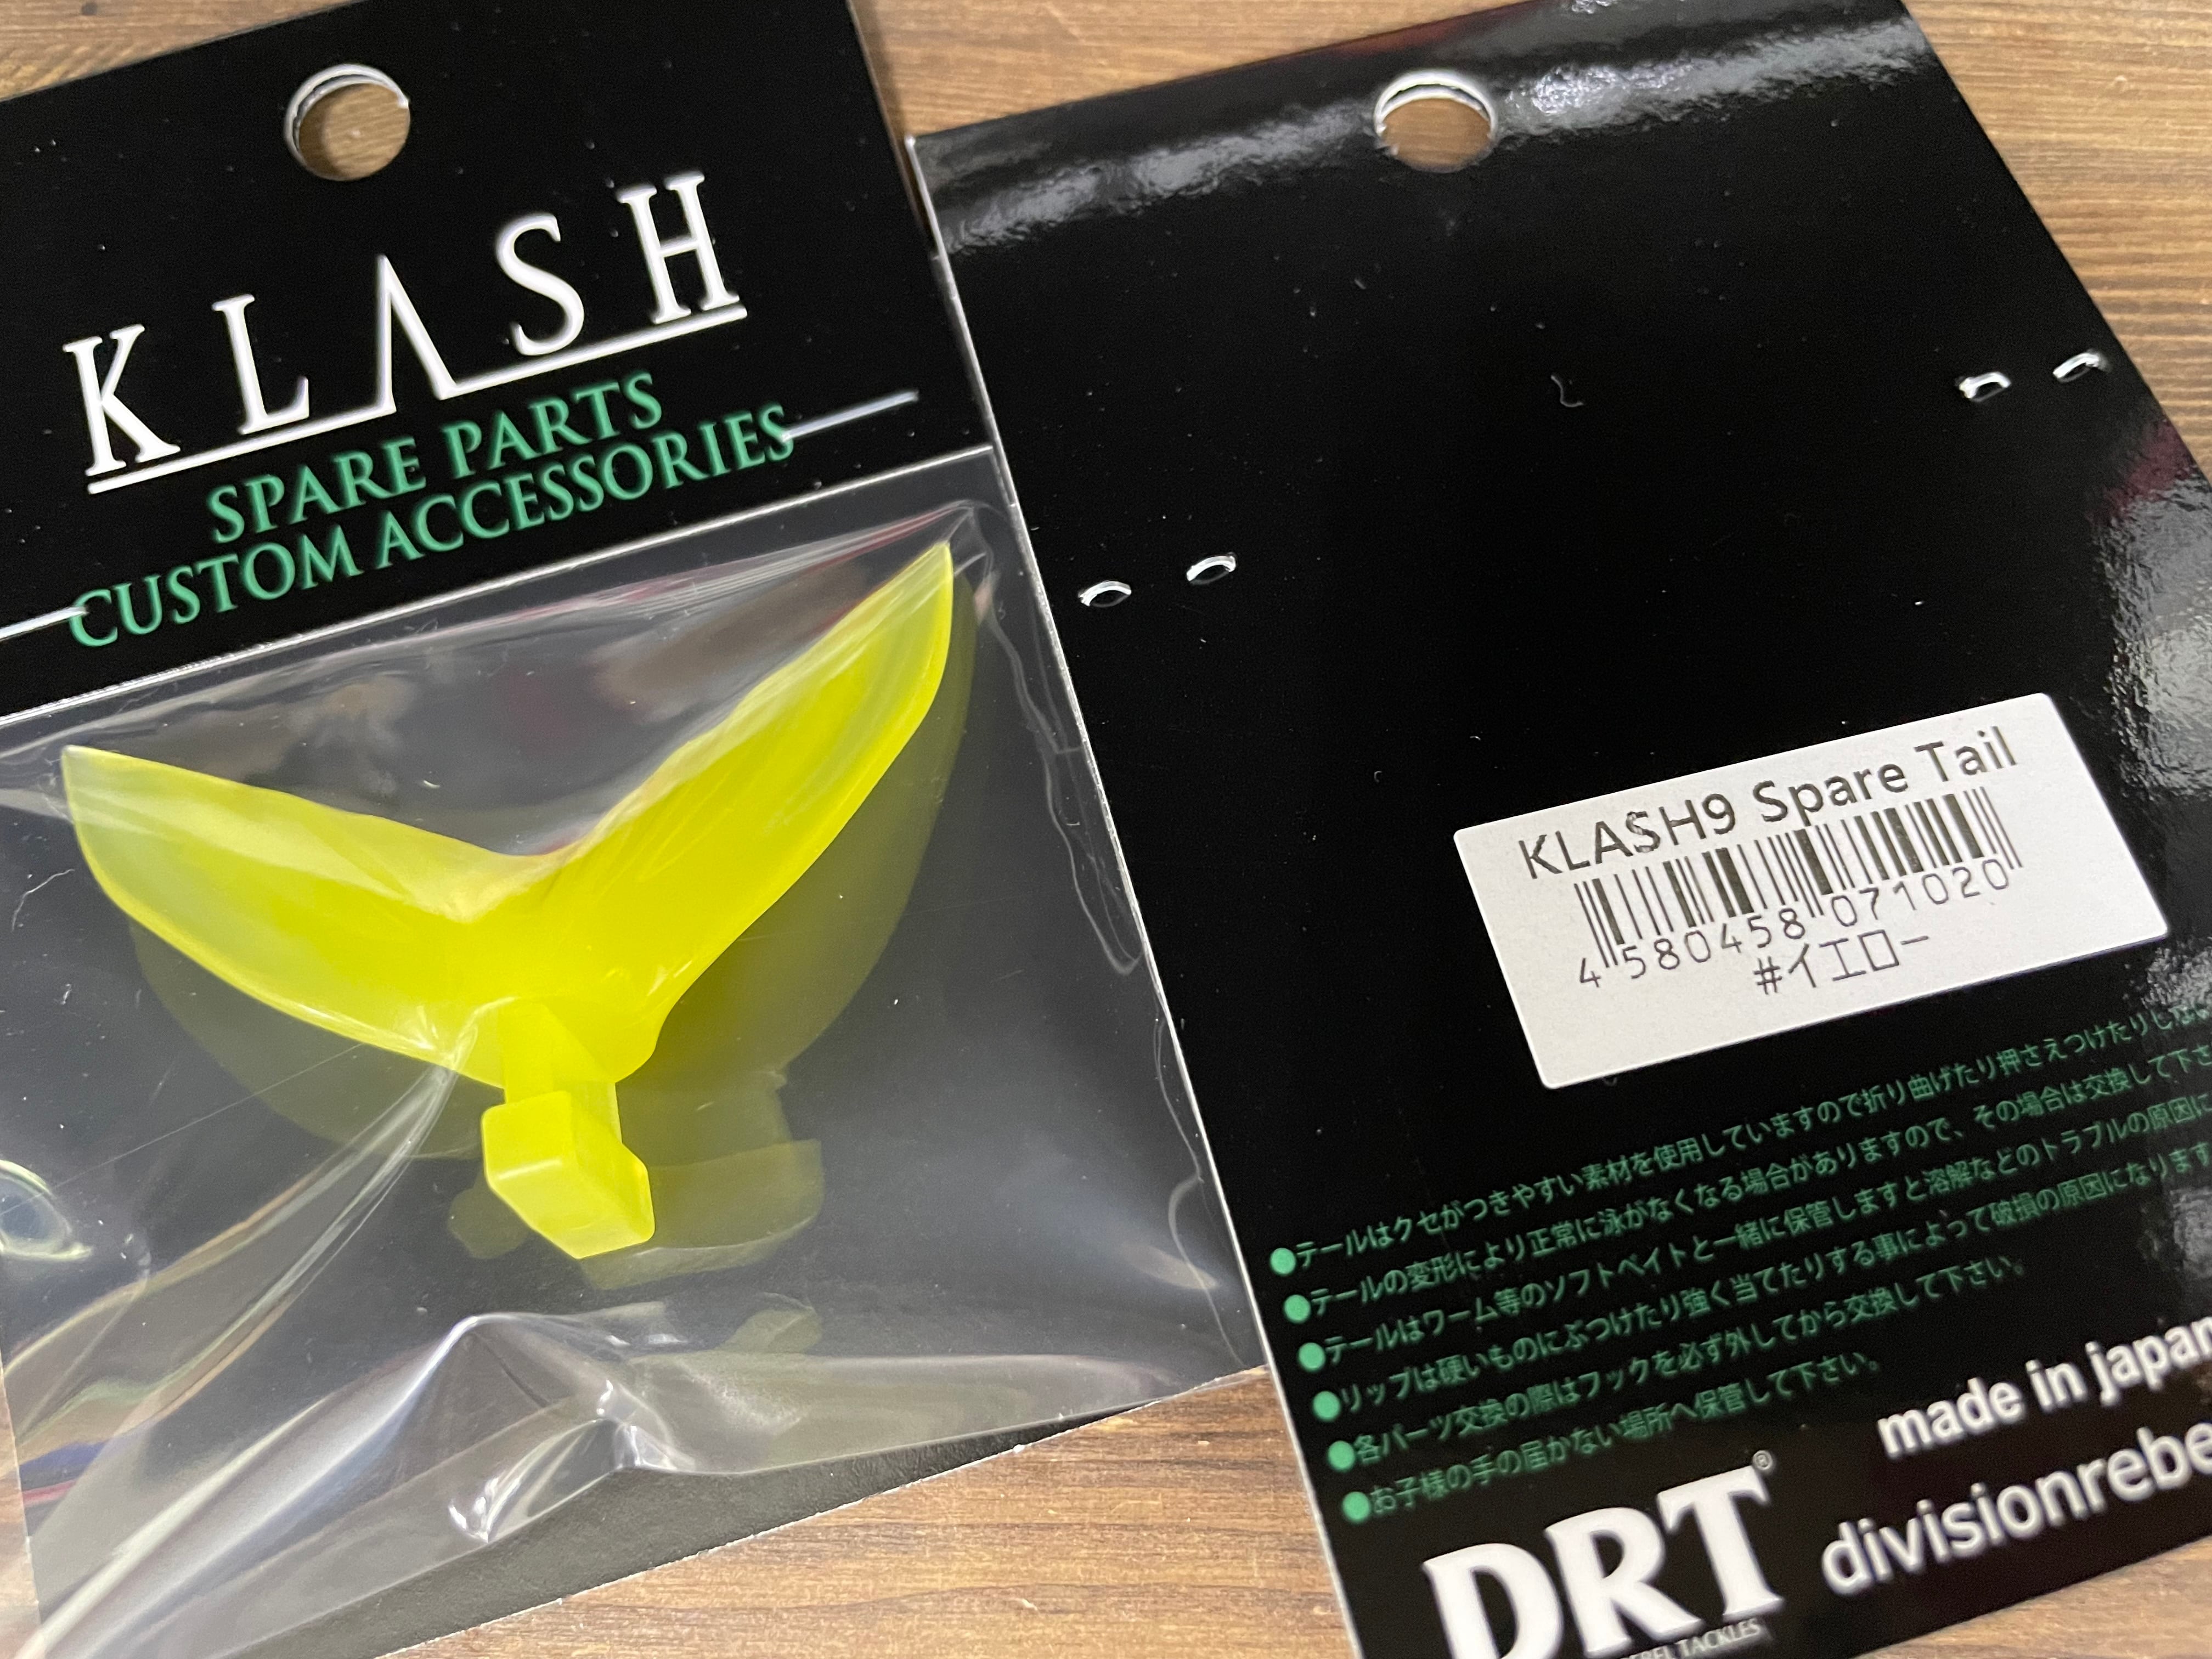 KLASH
SPARE PARTS
CUSTOM ACCESSORIES
KLASH9 Spare Tail
4 580458 071020
#イエロー
●テールはクセがつきやすい素材を使用していますので折り曲げたり押さえつけたりしな
●テールの変形により正常に泳がなくなる場合がありますので、その場合は交換して下さ
●テールはワーム等のソフトベイトと一緒に保管しますと溶解などのトラブルの原因に
●リップは硬いものにぶつけたり強く当てたりする事によって破損の原因になります
●各パーツ交換の際はフックを必ず外してから交換して下さい。
●お子様の手の届かない場所へ保管して下さい。
made in japan
DRT®
divisionrebe
REBEL TACKLES